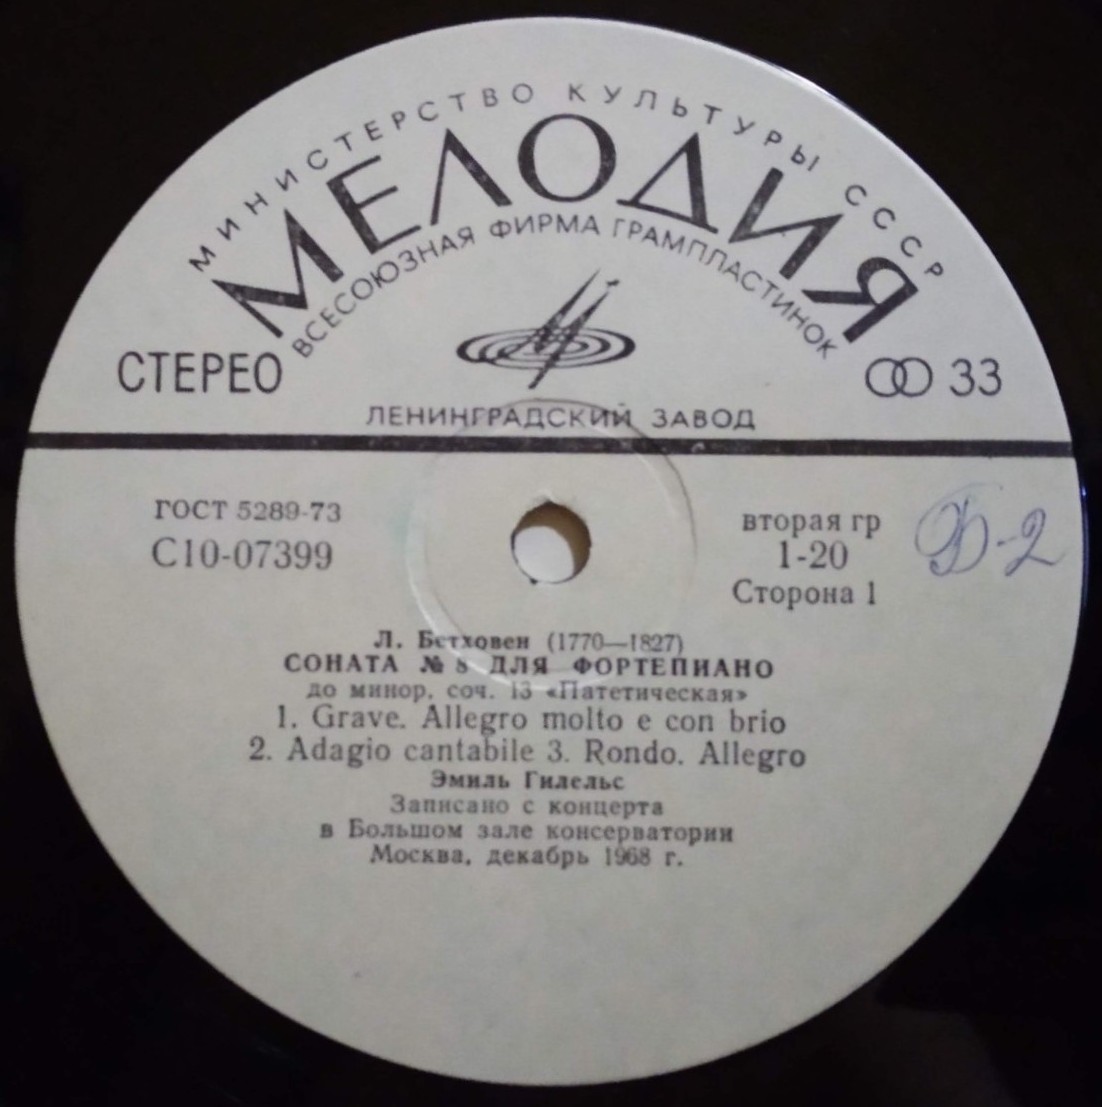 МИНИСТЕРСТВО КУЛЬТУРЫ СССР
МЕЛОДИЯ
ВСЕСОЮЗНАЯ ФИРМА ГРАМПЛАСТИНОК
СТЕРЕО
33
ЛЕНИНГРАДСКИЙ ЗАВОД
ГОСТ 5289-73
С10-07399
вторая гр
1-20
Сторона 1
Д-2
Л. Бетховен (1770—1827)
СОНАТА № 8 ДЛЯ ФОРТЕПИАНО
до минор, соч. 13 «Патетическая»
1. Grave. Allegro molto e con brio
2. Adagio cantabile 3. Rondo. Allegro
Эмиль Гилельс
Записано с концерта
в Большом зале консерватории
Москва, декабрь 1968 г.